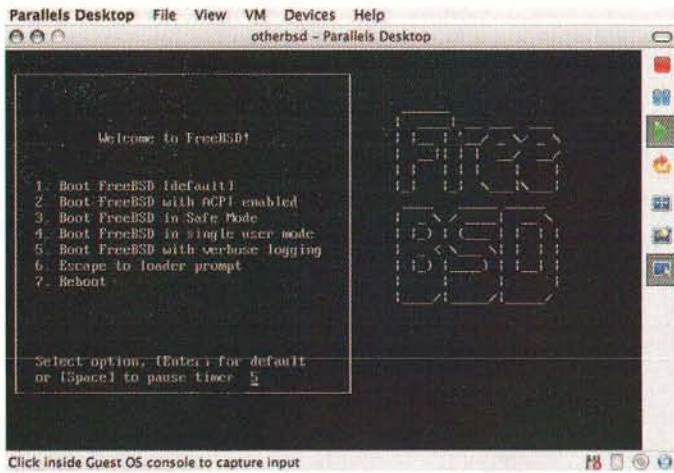 Parallels Desktop File View VM Devices Help
otherbsd – Parallels Desktop
Welcome to FreeBSD!
1. Boot FreeBSD [default]
2. Boot FreeBSD with ACPI enabled
3. Boot FreeBSD in Safe Mode
4. Boot FreeBSD in single user mode
5. Boot FreeBSD with verbose logging
6. Escape to loader prompt
7. Reboot
Select option, [Enter] for default
or [Space] to pause timer 5
Free
BSD
Click inside Guest OS console to capture input